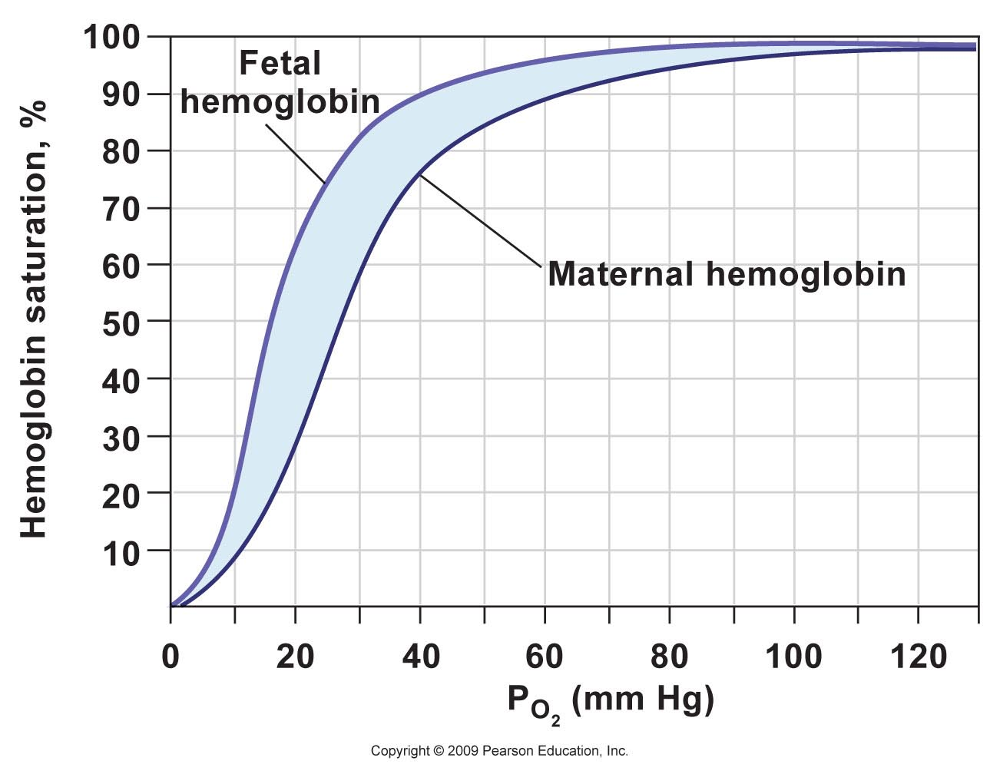 100
90
80
70
60
50
40
30
20
10
Hemoglobin saturation, %
Fetal
hemoglobin
Maternal hemoglobin
0 20 40 60 80 100 120
PO2 (mm Hg)
Copyright © 2009 Pearson Education, Inc.